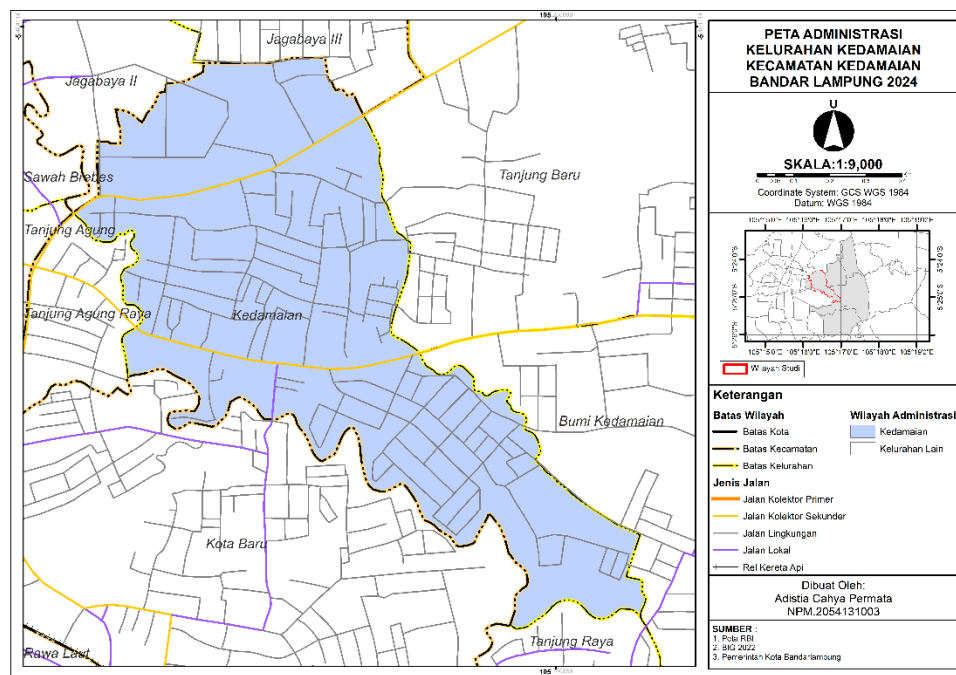 Jagabaya III
Jagabaya II
Sawah Brebes
Tanjung Baru
Tanjung Agung
Tanjung Agung Raya
Kedamaian
Bumi Kedamaian
Kota Baru
Tanjung Raya
Rawa Laut
PETA ADMINISTRASI
KELURAHAN KEDAMAIAN
KECAMATAN KEDAMAIAN
BANDAR LAMPUNG 2024
U
SKALA:1:9,000
Coordinate System: GCS WGS 1984
Datum: WGS 1984
Wilayah Studi
Keterangan
Batas Wilayah
Batas Kota
Batas Kecamatan
Batas Kelurahan
Wilayah Administrasi
Kedamaian
Kelurahan Lain
Jenis Jalan
Jalan Kolektor Primer
Jalan Kolektor Sekunder
Jalan Lingkungan
Jalan Lokal
Rel Kereta Api
Dibuat Oleh:
Adistia Cahya Permata
NPM.2054131003
SUMBER :
1. Peta RBI
2. BIG 2022
3. Pemerintah Kota Bandarlampung